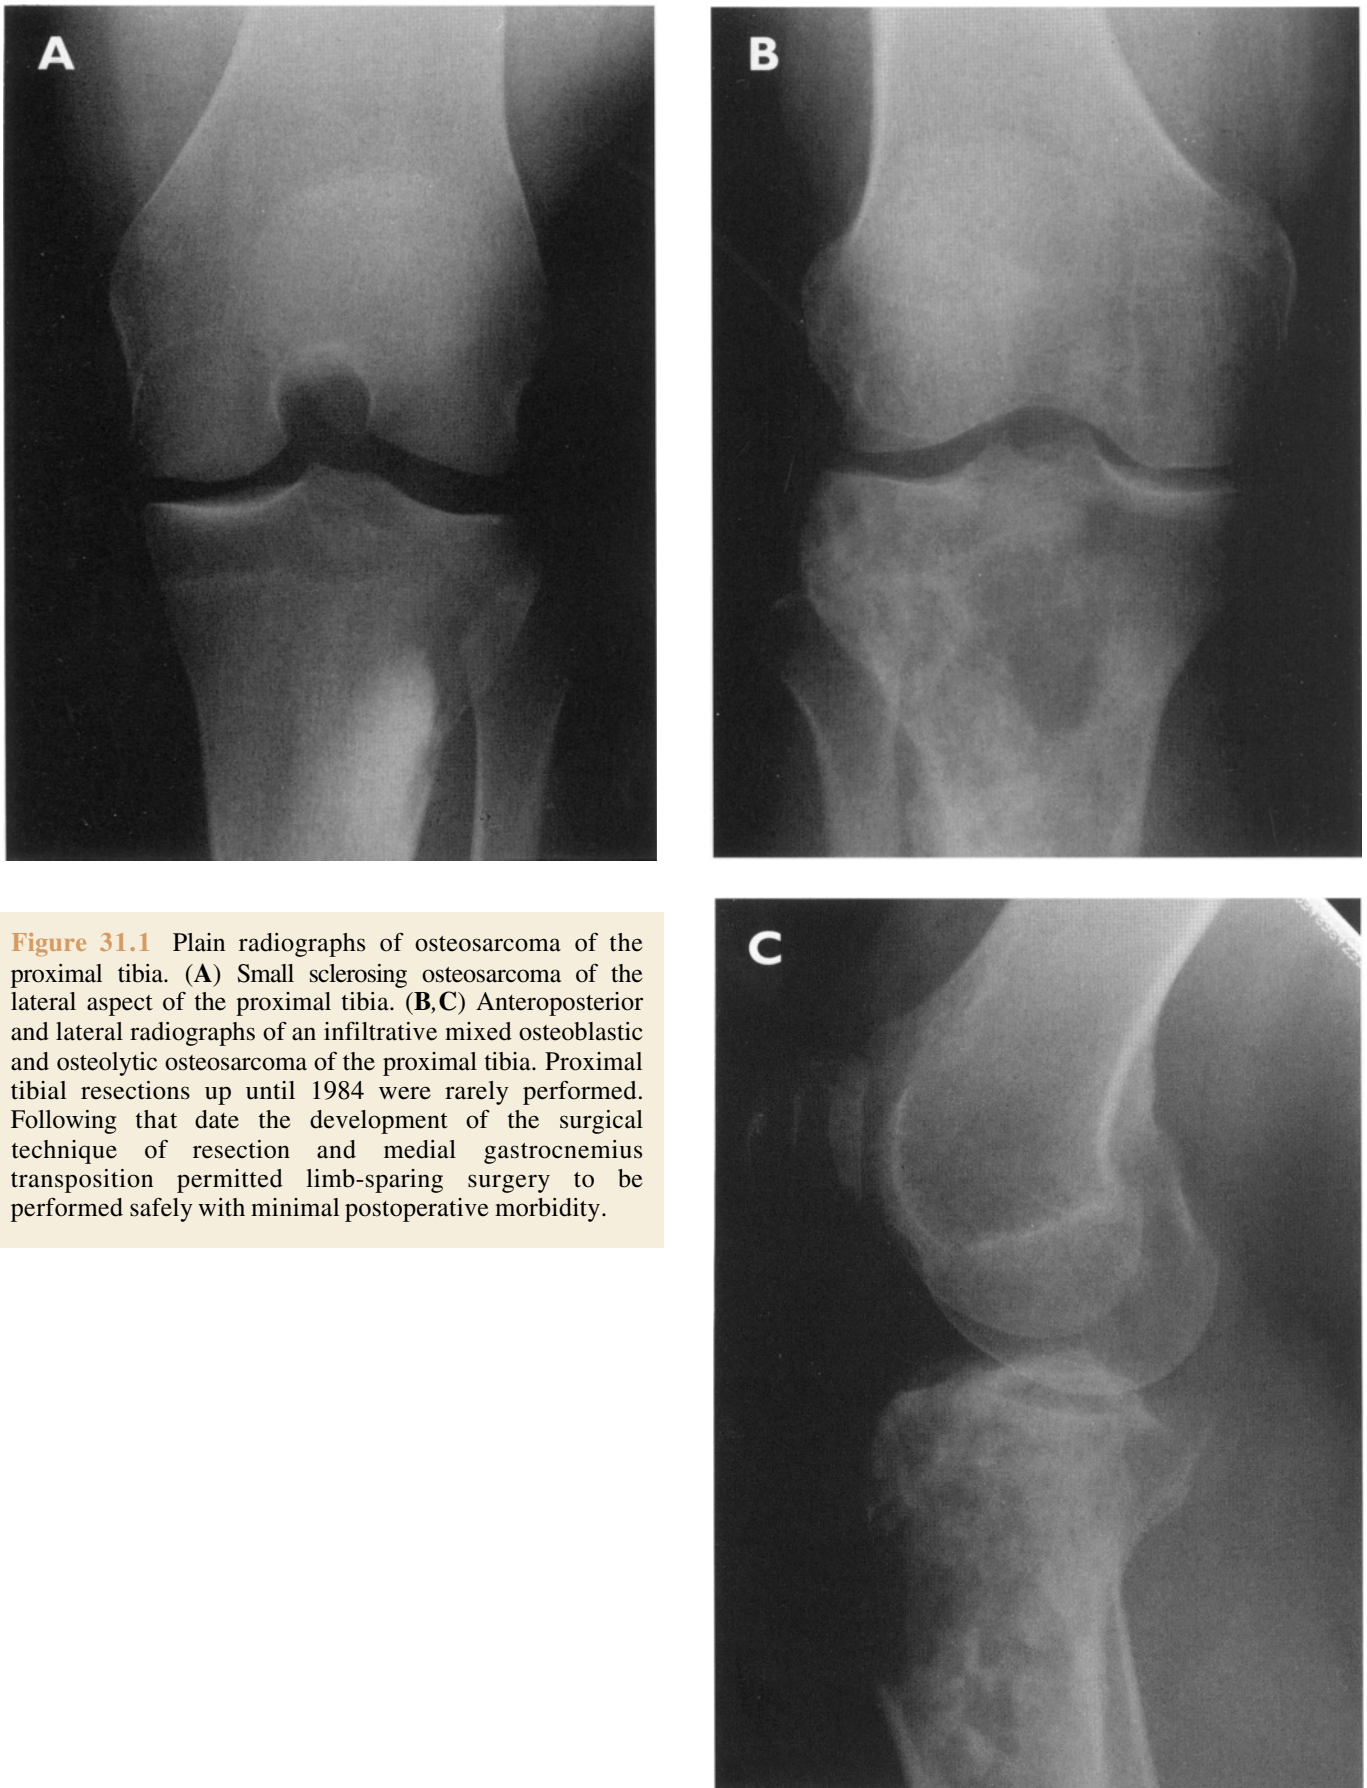 A
B
Figure 31.1 Plain radiographs of osteosarcoma of the
proximal tibia. (A) Small sclerosing osteosarcoma of the
lateral aspect of the proximal tibia. (B,C) Anteroposterior
and lateral radiographs of an infiltrative mixed osteoblastic
and osteolytic osteosarcoma of the proximal tibia. Proximal
tibial resections up until 1984 were rarely performed.
Following that date the development of the surgical
technique of resection and medial gastrocnemius
transposition permitted limb-sparing surgery to be
performed safely with minimal postoperative morbidity.
C